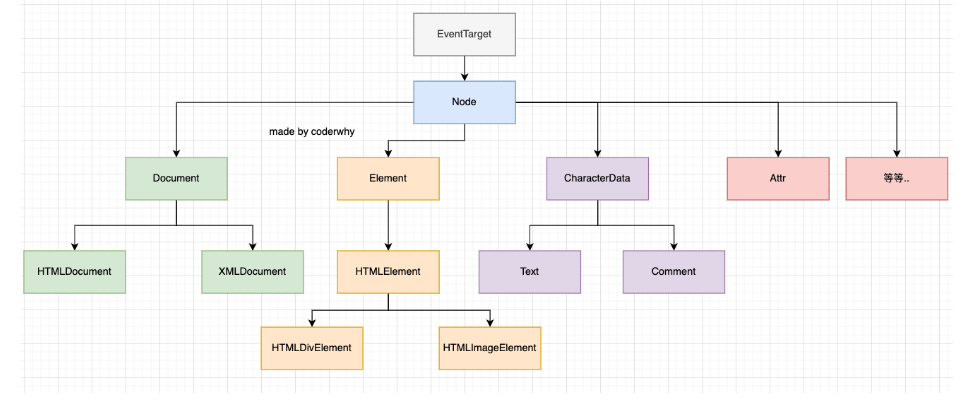 EventTarget
Node
made by coderwhy
Document
Element
CharacterData
Attr
等等..
HTMLDocument
XMLDocument
HTMLElement
Text
Comment
HTMLDivElement
HTMLImageElement